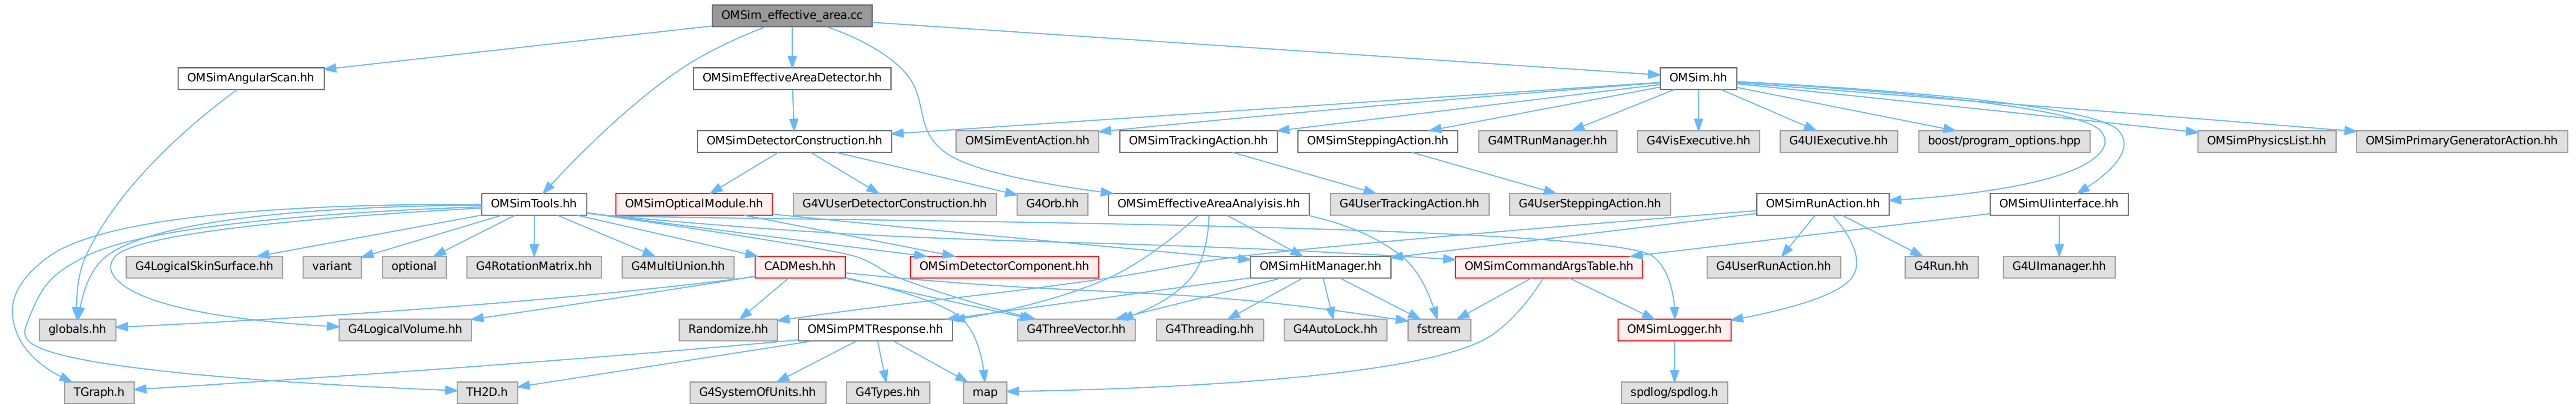 OMSim_effective_area.cc
OMSimAngularScan.hh
OMSimEffectiveAreaDetector.hh
OMSim.hh
OMSimDetectorConstruction.hh
OMSimEventAction.hh
OMSimTrackingAction.hh
OMSimSteppingAction.hh
G4MTRunManager.hh
G4VisExecutive.hh
G4UIExecutive.hh
boost/program_options.hpp
OMSimPhysicsList.hh
OMSimPrimaryGeneratorAction.hh
OMSimTools.hh
OMSimOpticalModule.hh
G4VUserDetectorConstruction.hh
G4Orb.hh
OMSimEffectiveAreaAnalyisis.hh
G4UserTrackingAction.hh
G4UserSteppingAction.hh
OMSimRunAction.hh
OMSimUIinterface.hh
G4LogicalSkinSurface.hh
variant
optional
G4RotationMatrix.hh
G4MultiUnion.hh
CADMesh.hh
OMSimDetectorComponent.hh
OMSimHitManager.hh
OMSimCommandArgsTable.hh
G4UserRunAction.hh
G4Run.hh
G4UImanager.hh
globals.hh
G4LogicalVolume.hh
Randomize.hh
OMSimPMTResponse.hh
G4ThreeVector.hh
G4Threading.hh
G4AutoLock.hh
fstream
OMSimLogger.hh
TGraph.h
TH2D.h
G4SystemOfUnits.hh
G4Types.hh
map
spdlog/spdlog.h